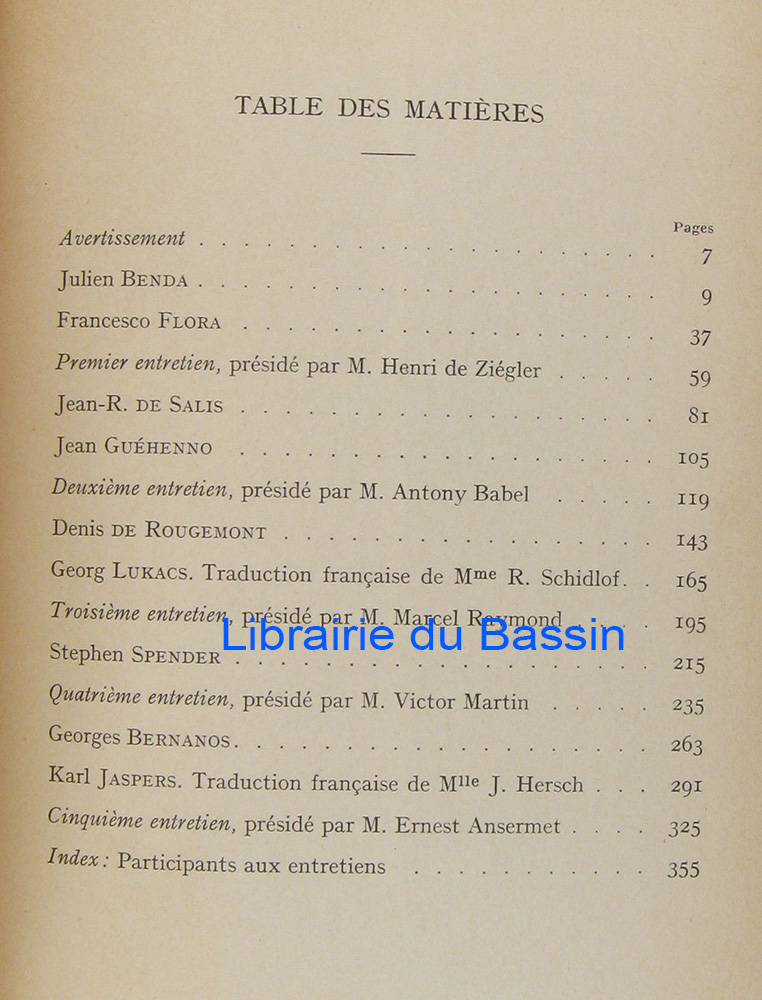 TABLE DES MATIÈRES
Pages
Avertissement . . . . . . . . . . . . . . . . 7
Julien BENDA . . . . . . . . . . . . . . . . 9
Francesco FLORA . . . . . . . . . . . . . . 37
Premier entretien, présidé par M. Henri de Ziégler . . . . . 59
Jean-R. DE SALIS . . . . . . . . . . . . . . 81
Jean GUÉHENNO . . . . . . . . . . . . . . 105
Deuxième entretien, présidé par M. Antony Babel . . . . . 119
Denis DE ROUGEMONT . . . . . . . . . . . . . 143
Georg LUKACS. Traduction française de Mme R. Schidlof. . 165
Troisième entretien, présidé par M. Marcel Raymond . . . . 195
Librairie du Bassin
Stephen SPENDER . . . . . . . . . . . . . . 215
Quatrième entretien, présidé par M. Victor Martin . . . . . 235
Georges BERNANOS. . . . . . . . . . . . . . 263
Karl JASPERS. Traduction française de Mlle J. Hersch . . . 291
Cinquième entretien, présidé par M. Ernest Ansermet . . . . 325
Index : Participants aux entretiens . . . . . . . . 355